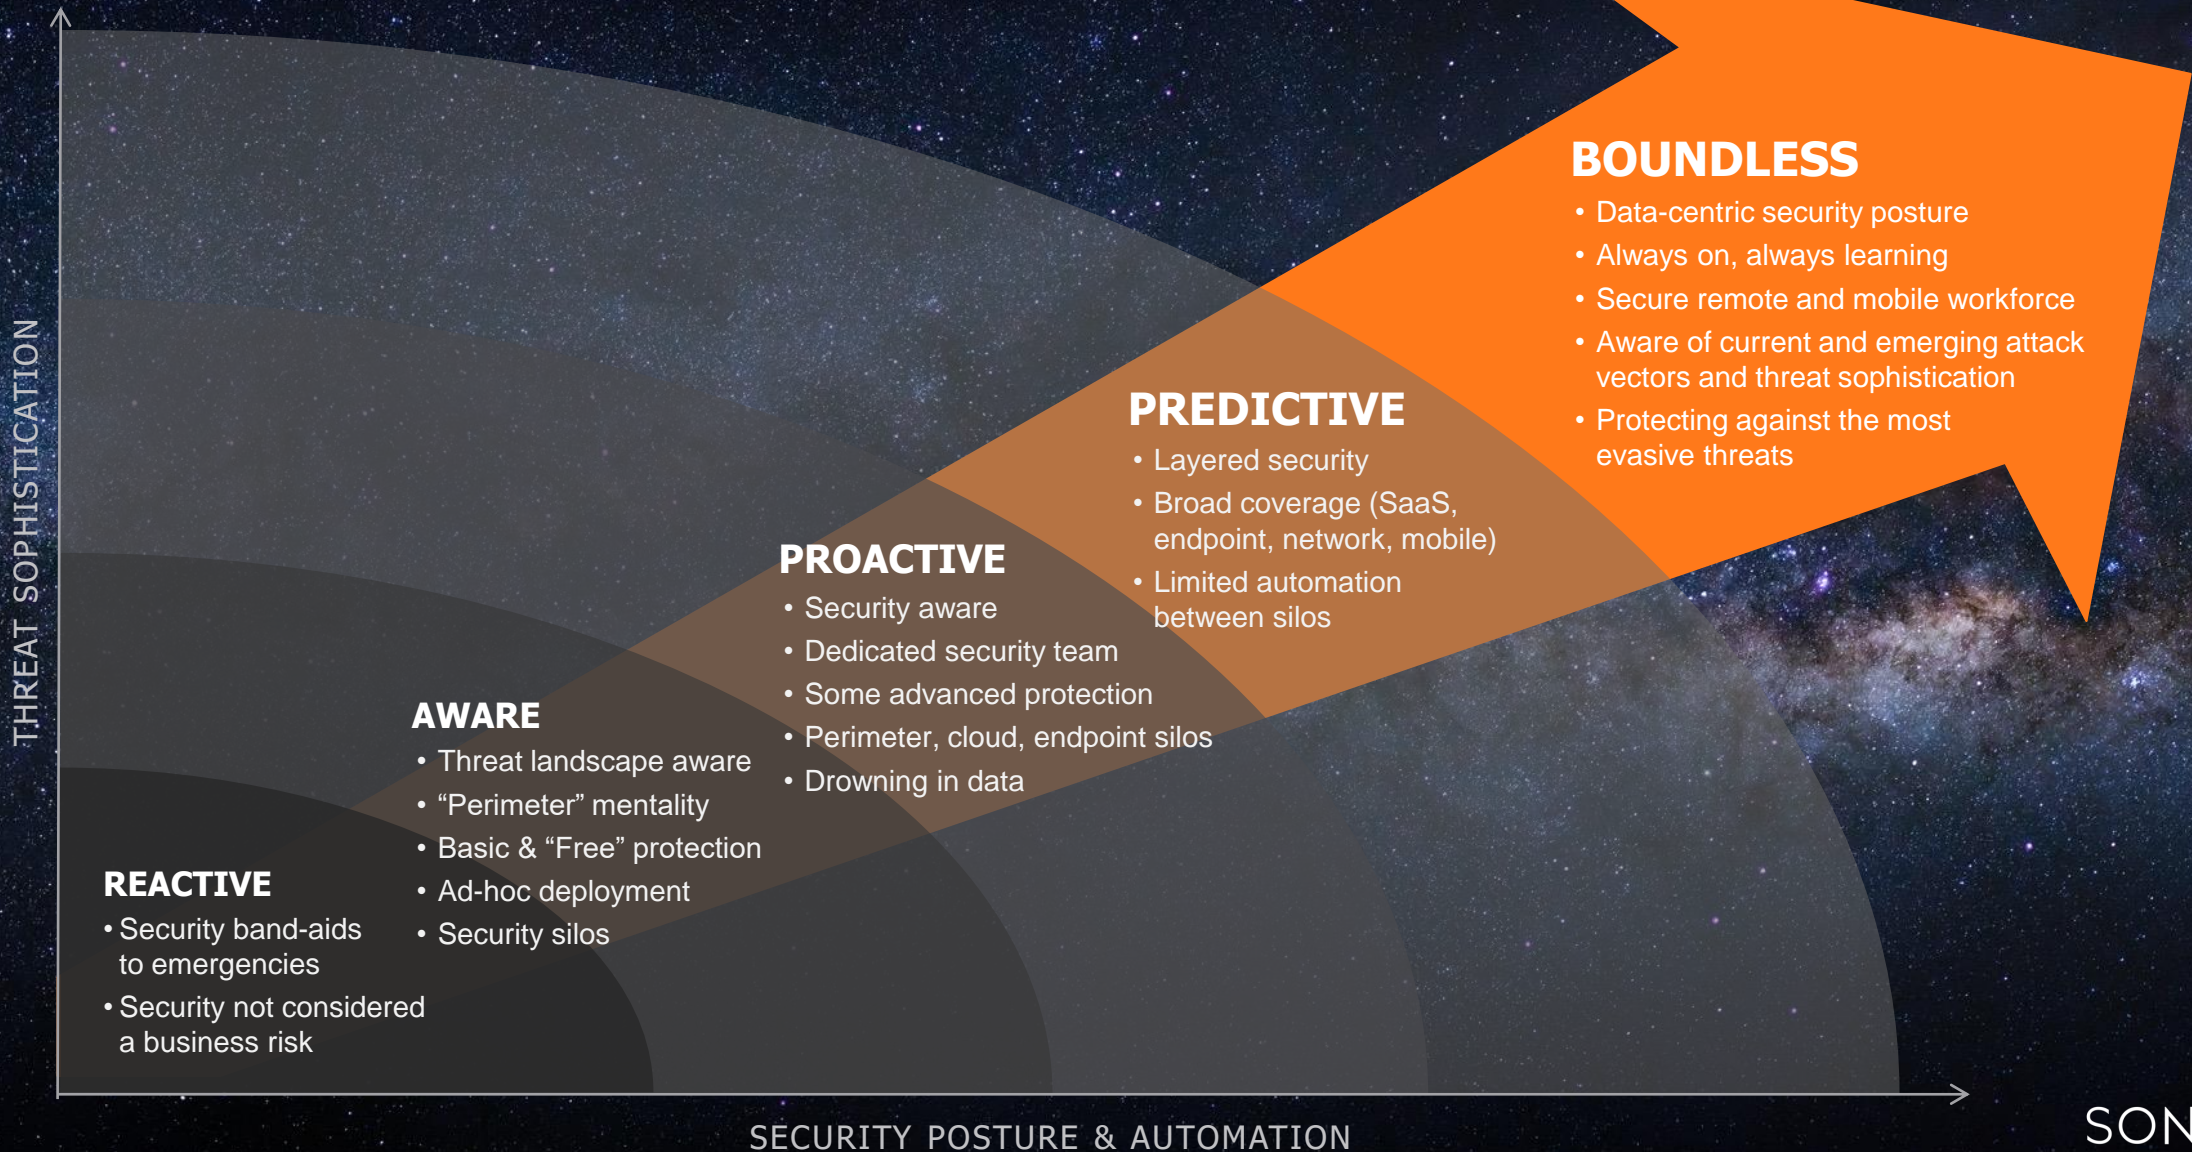 THREAT SOPHISTICATION
BOUNDLESS
• Data-centric security posture
• Always on, always learning
• Secure remote and mobile workforce
• Aware of current and emerging attack
vectors and threat sophistication
• Protecting against the most
evasive threats
PREDICTIVE
• Layered security
• Broad coverage (SaaS,
endpoint, network, mobile)
• Limited automation
between silos
PROACTIVE
• Security aware
• Dedicated security team
• Some advanced protection
• Perimeter, cloud, endpoint silos
• Drowning in data
AWARE
• Threat landscape aware
• “Perimeter” mentality
• Basic & “Free” protection
• Ad-hoc deployment
• Security silos
REACTIVE
• Security band-aids
to emergencies
• Security not considered
a business risk
SECURITY POSTURE & AUTOMATION
SON